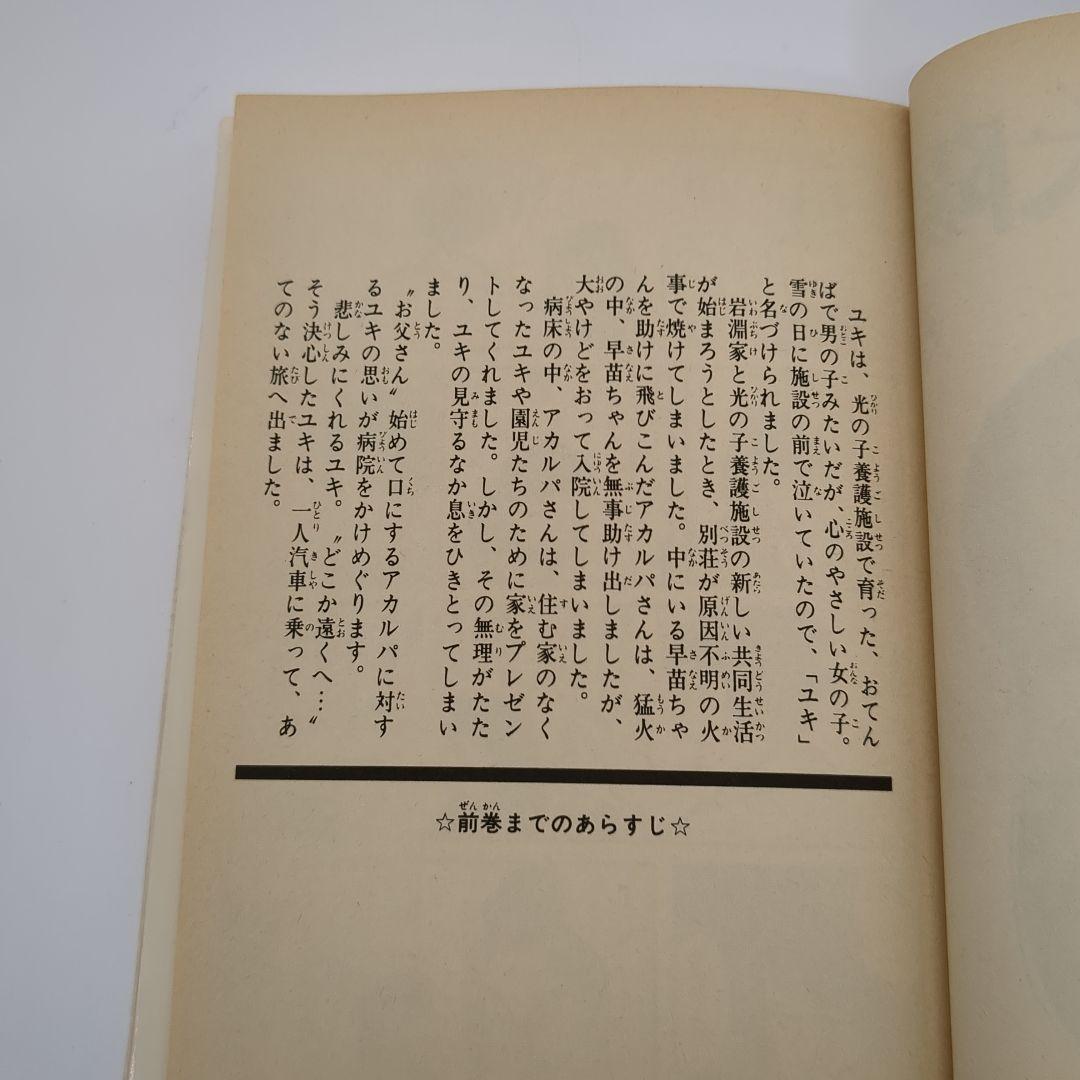 ユキは、光の子養護施設で育った、おてん
ばで男の子みたいだが、心のやさしい女の子。
雪の日に施設の前で泣いていたので、「ユキ」
と名づけられました。
岩淵家と光の子養護施設の新しい共同生活
が始まろうとしたとき、別荘が原因不明の火
事で焼けてしまいました。中にいる早苗ちゃ
んを助けに飛びこんだアカルパさんは、猛火
の中、早苗ちゃんを無事助け出しましたが、
大やけどをおって入院してしまいました。
病床の中、アカルパさんは、住む家のなく
なったユキや園児たちのために家をプレゼン
トしてくれました。しかし、その無理がたた
り、ユキの見守るなか息をひきとってしまい
ました。
〝お父さん〟始めて口にするアカルパに対す
るユキの思いが病院をかけめぐります。
悲しみにくれるユキ。〝どこか遠くへ…〟
そう決心したユキは、一人汽車に乗って、あ
てのない旅へ出ました。
☆前巻までのあらすじ☆